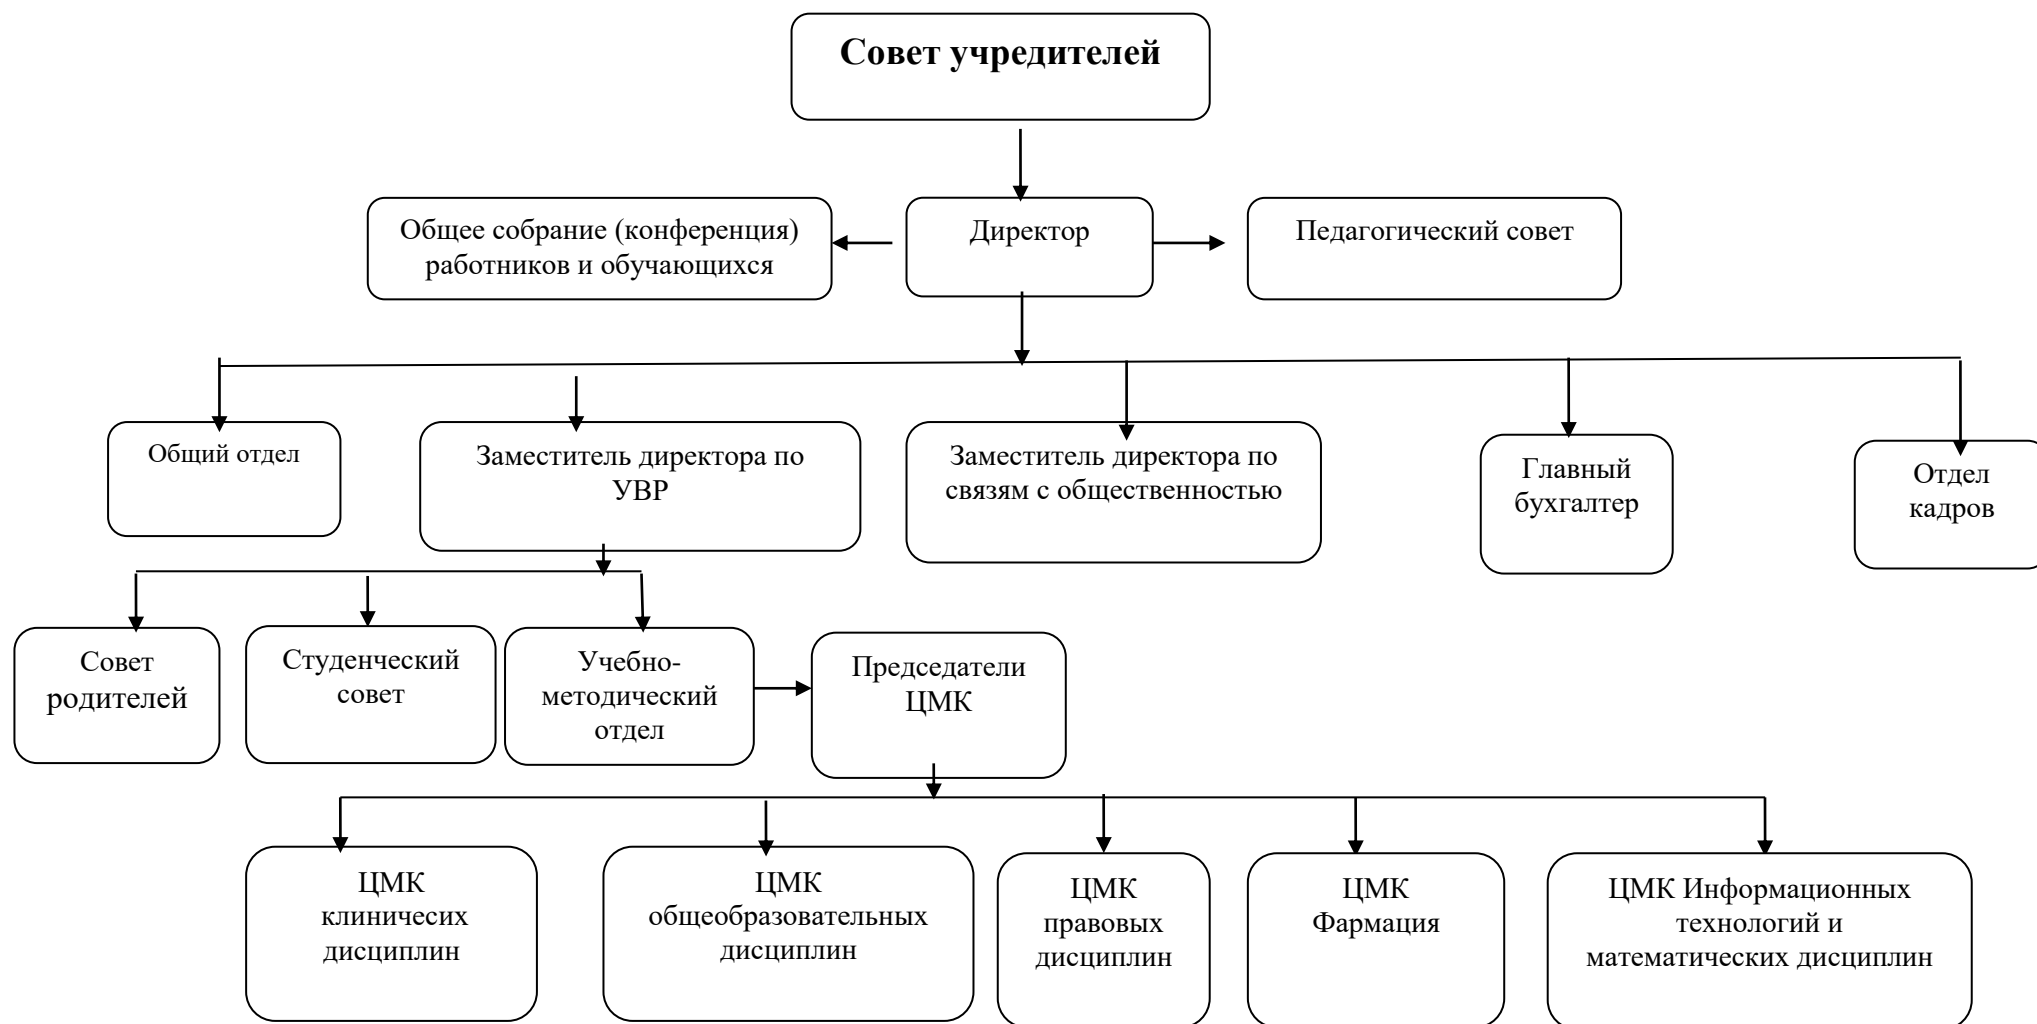 Совет учредителей
Общее собрание (конференция)
работников и обучающихся
Директор
Педагогический совет
Общий отдел
Заместитель директора по
УВР
Заместитель директора по
связям с общественностью
Главный
бухгалтер
Отдел
кадров
Совет
родителей
Студенческий
совет
Учебно-
методический
отдел
Председатели
ЦМК
ЦМК
клиничесих
дисциплин
ЦМК
общеобразовательных
дисциплин
ЦМК
правовых
дисциплин
ЦМК
Фармация
ЦМК Информационных
технологий и
математических дисциплин